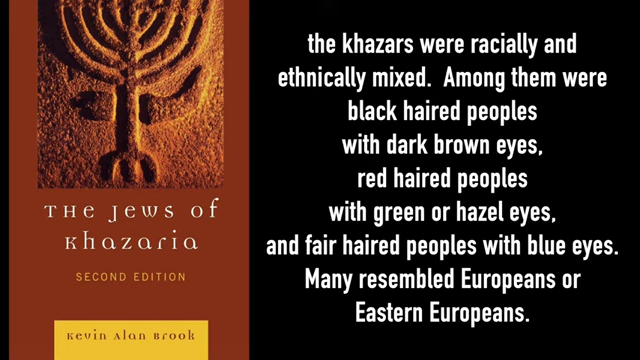 THE JEWS OF
KHAZARIA
SECOND EDITION
Kevin Alan Brook
the khazars were racially and
ethnically mixed. Among them were
black haired peoples
with dark brown eyes,
red haired peoples
with green or hazel eyes,
and fair haired peoples with blue eyes.
Many resembled Europeans or
Eastern Europeans.